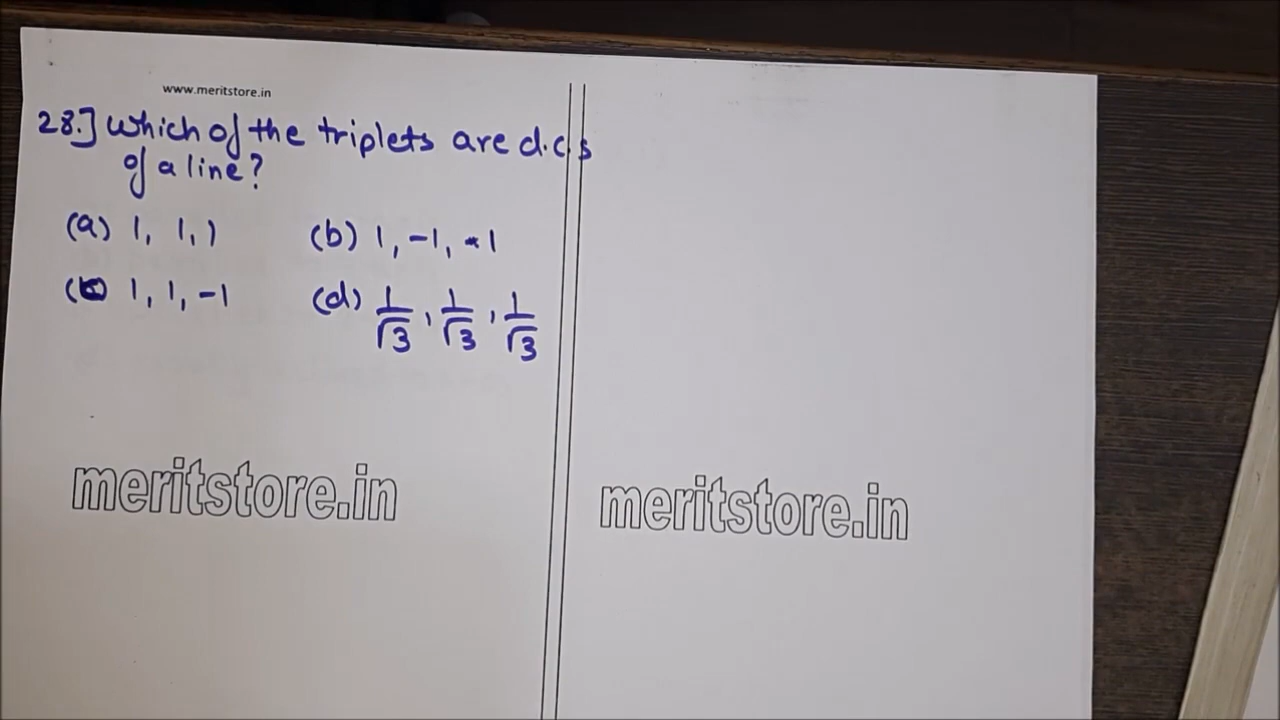 www.meritstore.in
28.] Which of the triplets are d.c.s
of a line?
(a) 1, 1, 1 (b) 1, -1, -1
(c) 1, 1, -1 (d) 1/√3, 1/√3, 1/√3
meritstore.in meritstore.in